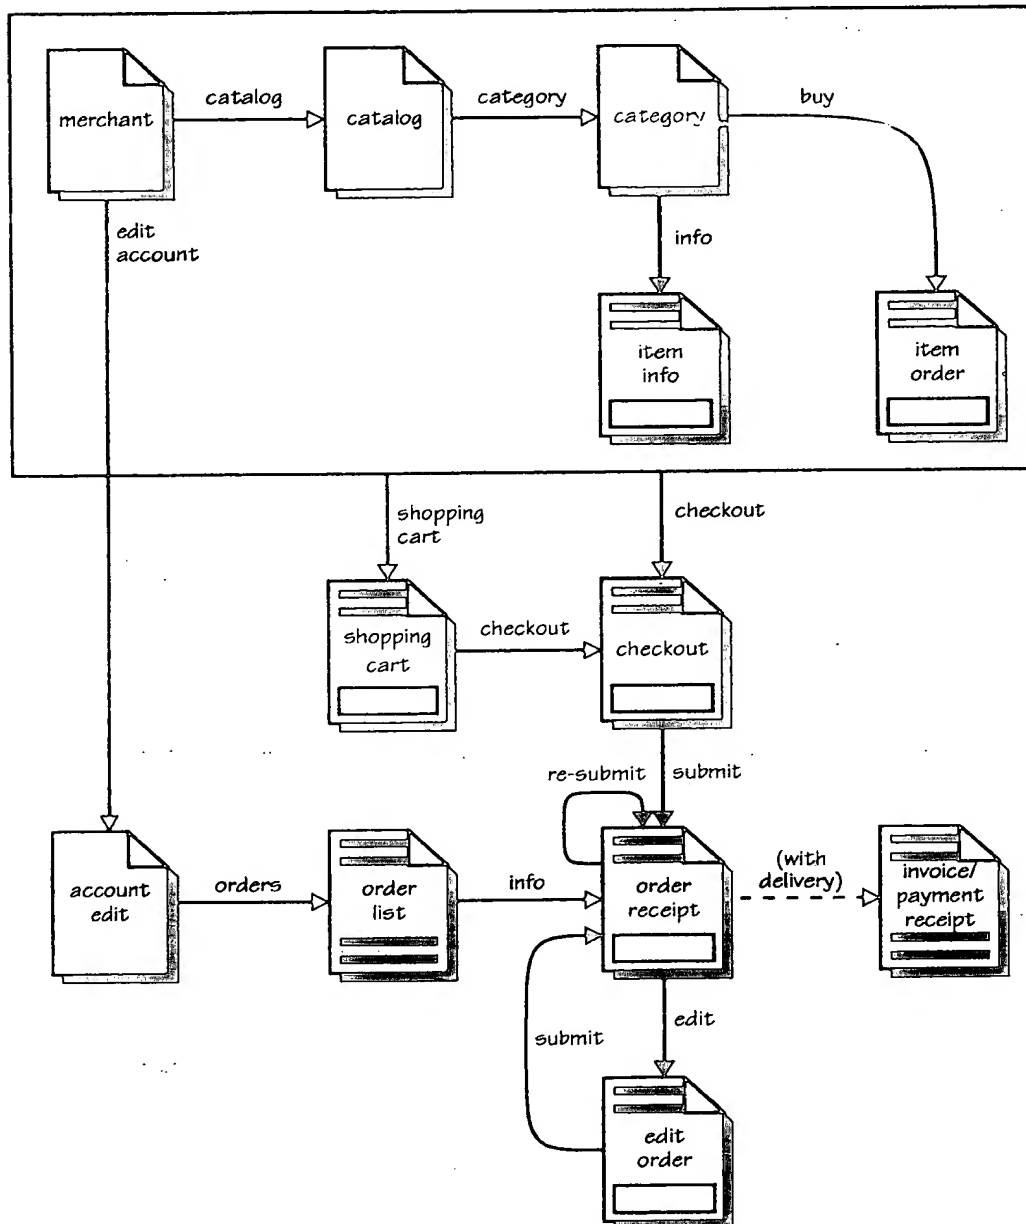 catalog
category
buy
merchant
catalog
category
edit
account
info
item
info
item
order
shopping
cart
checkout
shopping
cart
checkout
checkout
re-submit
submit
(with
delivery)
account
edit
orders
order
list
info
order
receipt
invoice/
payment
receipt
submit
edit
edit
order